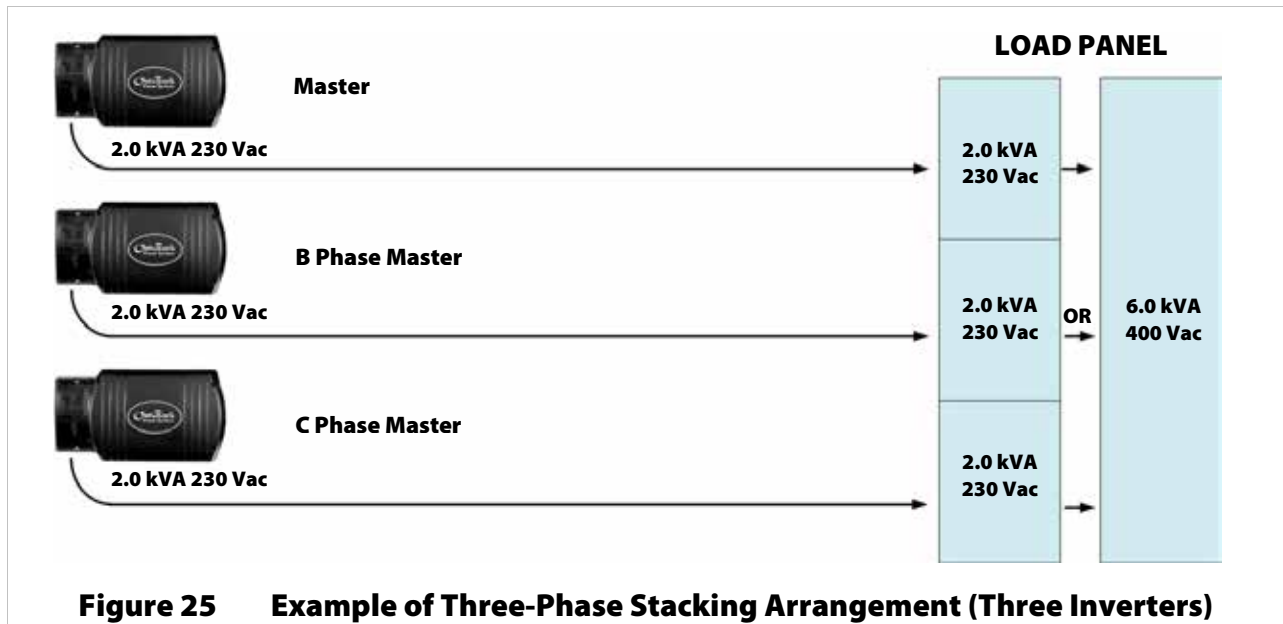 LOAD PANEL
Master
2.0 kVA 230 Vac
2.0 kVA
230 Vac
B Phase Master
2.0 kVA 230 Vac
2.0 kVA
230 Vac
OR
6.0 kVA
400 Vac
C Phase Master
2.0 kVA 230 Vac
2.0 kVA
230 Vac
Figure 25 Example of Three-Phase Stacking Arrangement (Three Inverters)